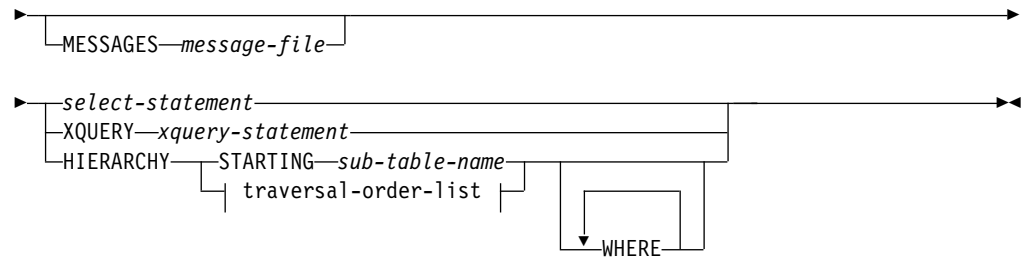 MESSAGES message-file
select-statement
XQUERY xquery-statement
HIERARCHY STARTING sub-table-name
traversal-order-list
WHERE